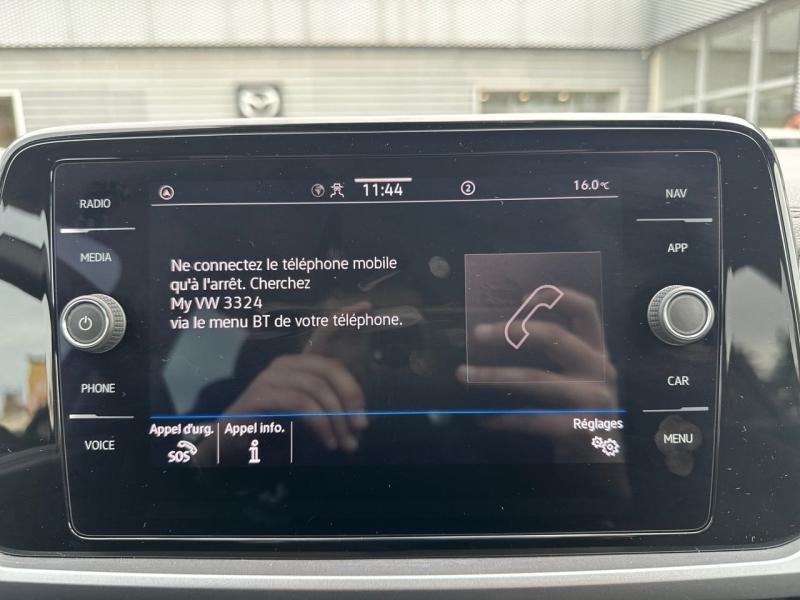 RADIO
MEDIA
PHONE
VOICE
11:44
2
16.0°C
Ne connectez le téléphone mobile
qu'à l'arrêt. Cherchez
My VW 3324
via le menu BT de votre téléphone.
Appel d'urg.
SOS
Appel info.
i
Réglages
NAV
APP
CAR
MENU